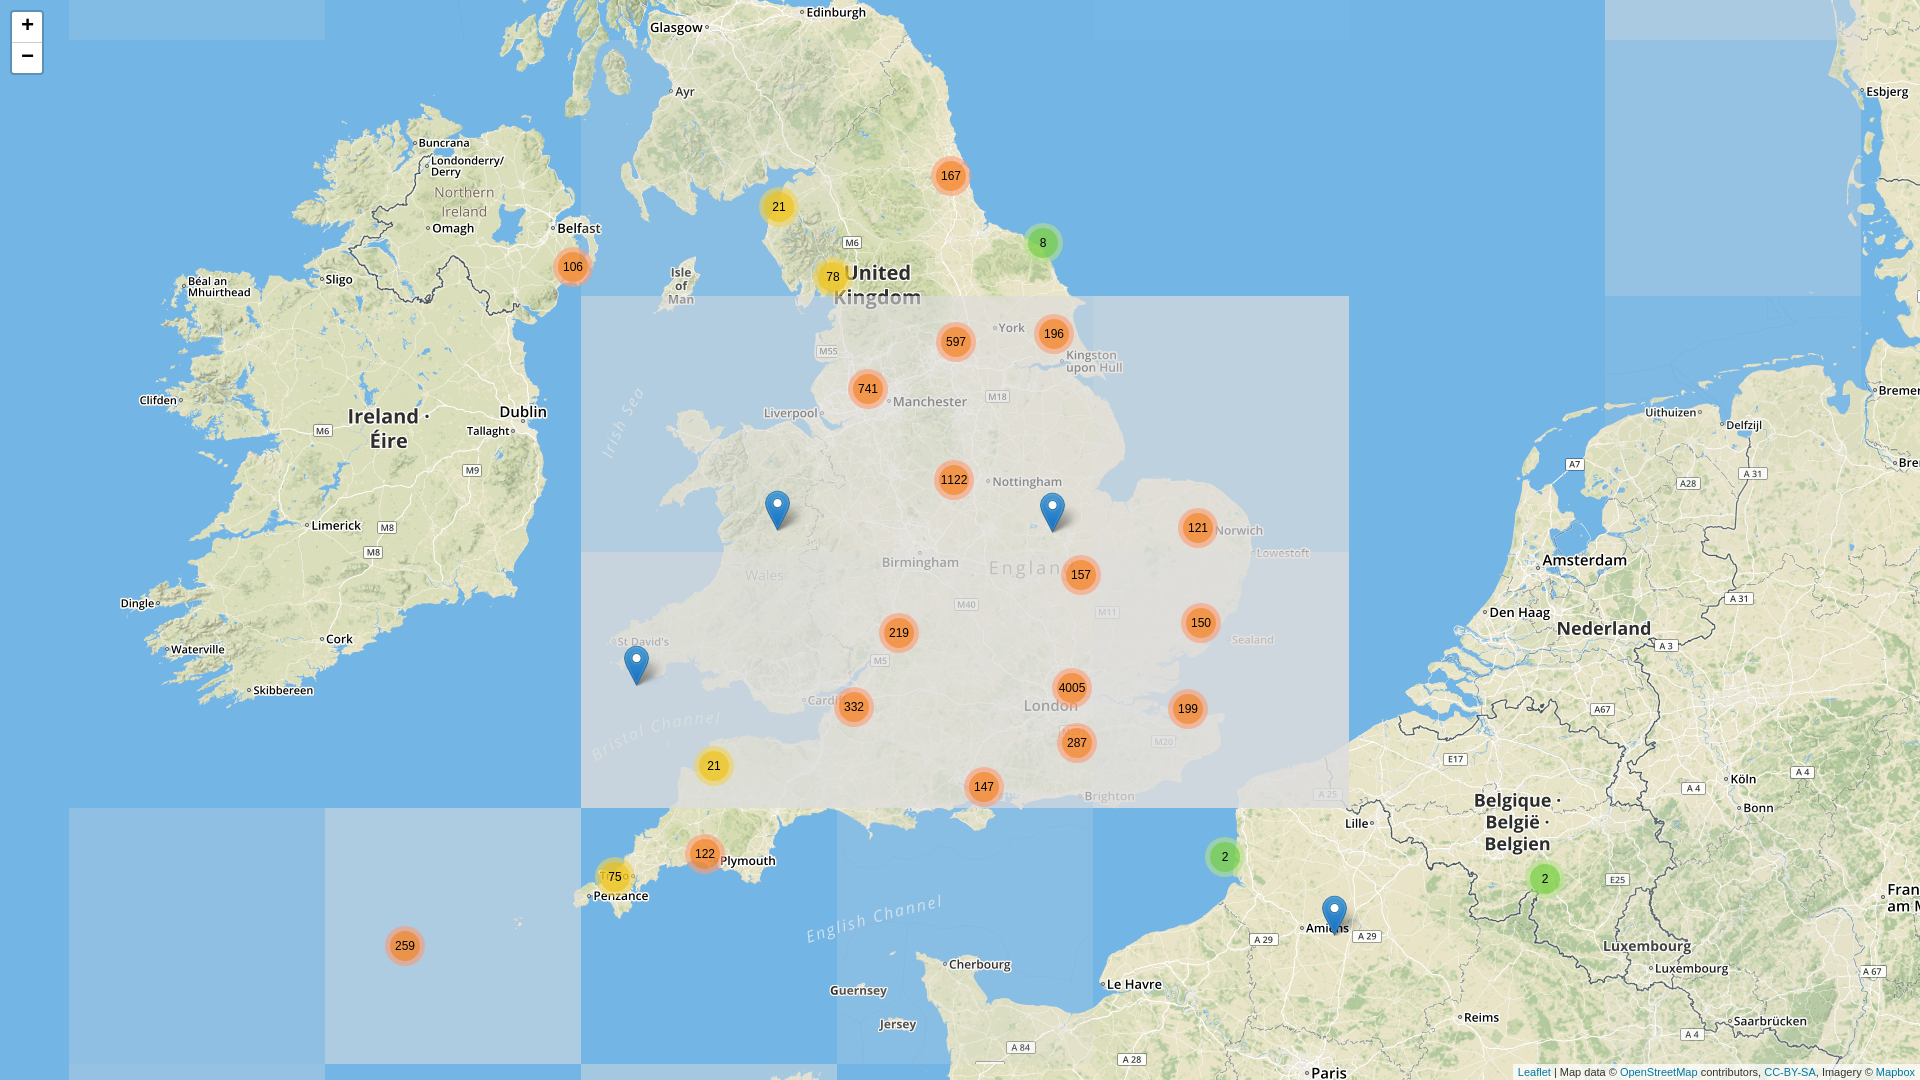 +
−
Glasgow
Edinburgh
Ayr
Esbjerg
Buncrana
Londonderry/
Derry
Northern
Ireland
Omagh
Belfast
167
21
8
M6
106
78
United
Kingdom
Isle
of
Man
Sligo
Béal an
Mhuirthead
York
196
597
M55
Kingston
upon Hull
741
Manchester
M18
Liverpool
Irish Sea
Clifden
Ireland ·
Éire
Dublin
Tallaght
M6
M9
Bremer
Uithuizen
Delfzijl
A7
A 31
A28
Bre
1122
Nottingham
Limerick
M8
M8
121
Norwich
Lowestoft
Birmingham
Wales
Englan
157
Amsterdam
M40
M11
A 31
Den Haag
Nederland
Dingle
Cork
Waterville
219
150
Sealand
St David's
M5
A 3
Skibbereen
4005
London
Cardif
332
199
A67
Bristol Channel
287
M20
E17
21
147
Brighton
A 25
Köln
A 4
A 4
Bonn
Belgique ·
België ·
Belgien
Lille
122
Plymouth
2
75
Penzance
2
E25
Fran
am M
English Channel
Amiens
A 29
A 29
259
Luxembourg
Luxembourg
A 67
Cherbourg
Le Havre
Guernsey
Jersey
Reims
Saarbrücken
A 4
A 84
A 28
Paris
Leaflet | Map data © OpenStreetMap contributors, CC-BY-SA, Imagery © Mapbox